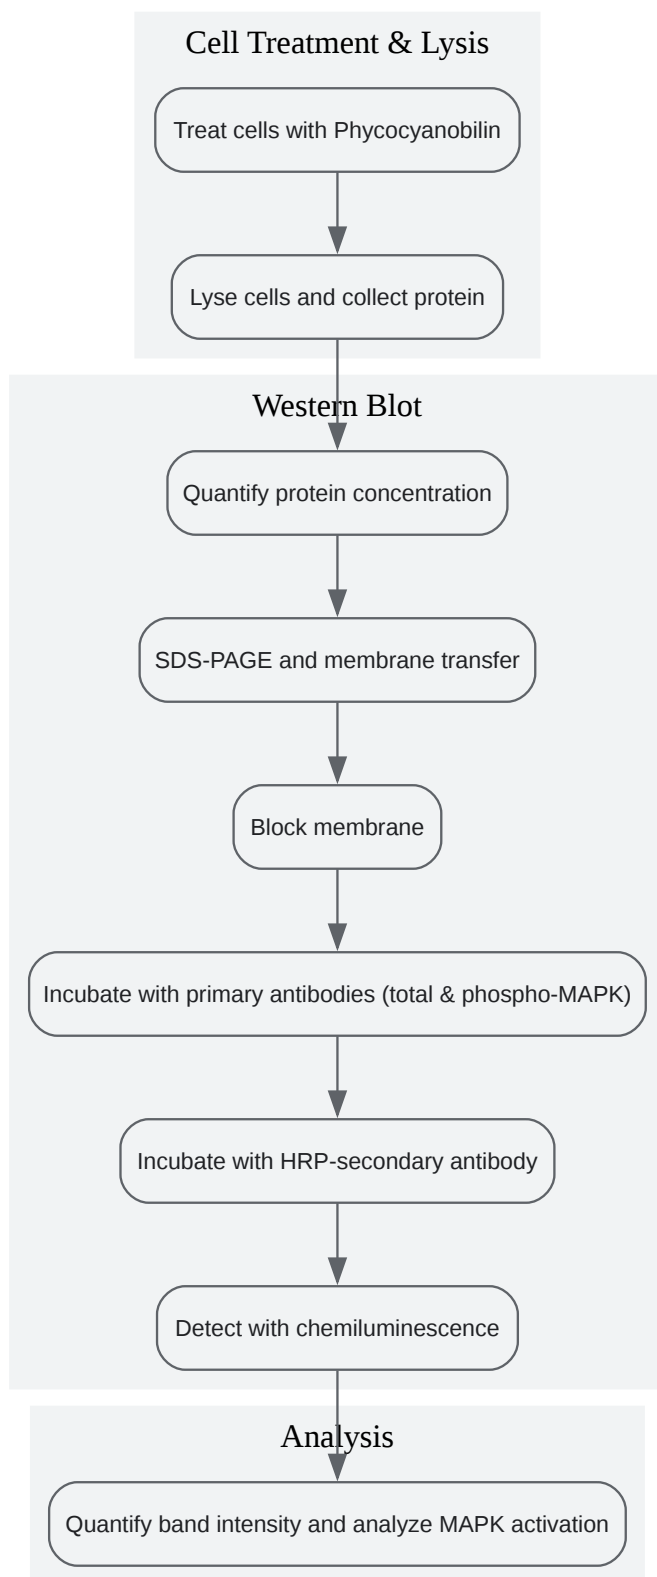 Cell Treatment & Lysis
Treat cells with Phycocyanobilin
Lyse cells and collect protein
Western Blot
Quantify protein concentration
SDS-PAGE and membrane transfer
Block membrane
Incubate with primary antibodies (total & phospho-MAPK)
Incubate with HRP-secondary antibody
Detect with chemiluminescence
Analysis
Quantify band intensity and analyze MAPK activation